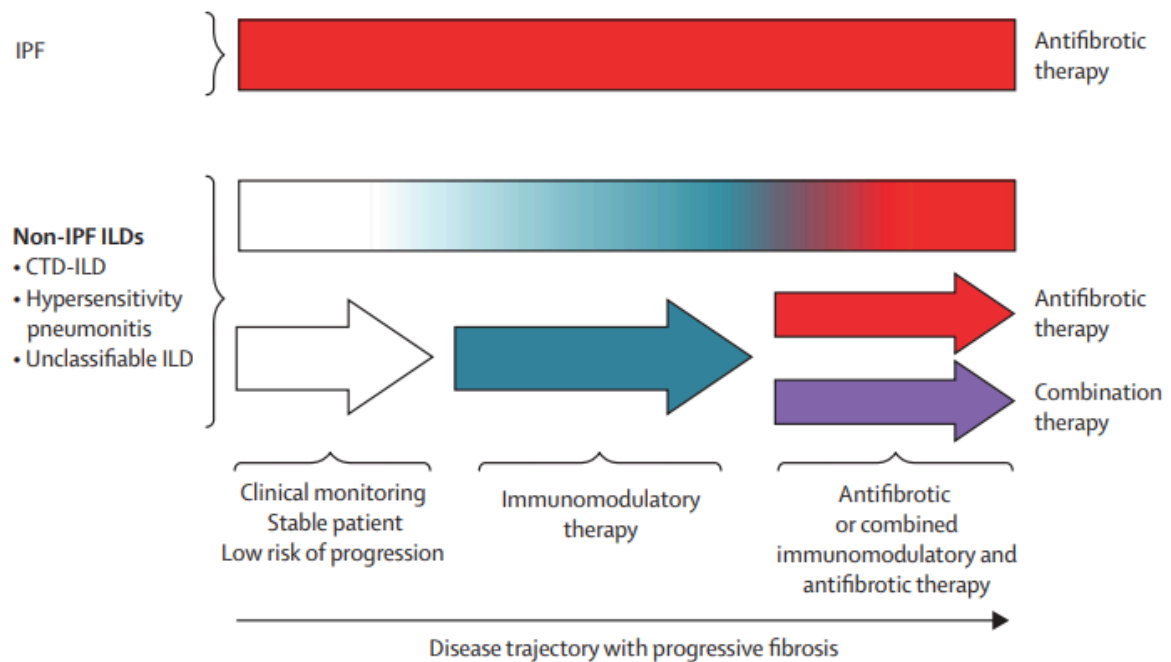 IPF
Antifibrotic
therapy
Non-IPF ILDs
• CTD-ILD
• Hypersensitivity
pneumonitis
• Unclassifiable ILD
Antifibrotic
therapy
Combination
therapy
Clinical monitoring
Stable patient
Low risk of progression
Immunomodulatory
therapy
Antifibrotic
or combined
immunomodulatory and
antifibrotic therapy
Disease trajectory with progressive fibrosis